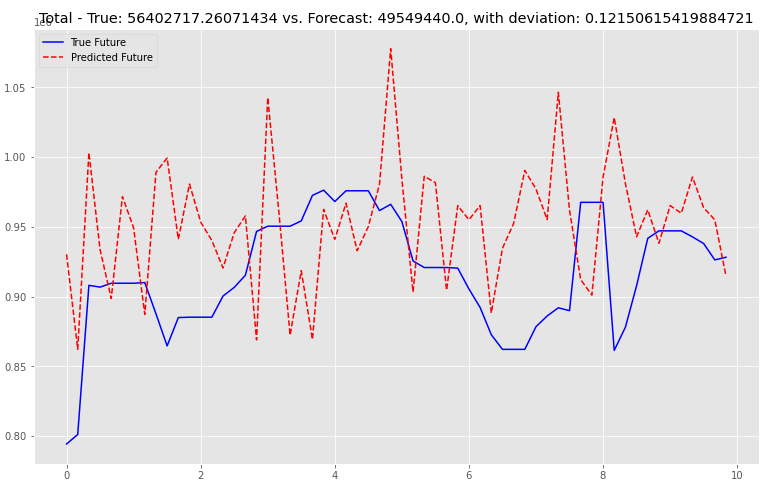 Total - True: 56402717.26071434 vs. Forecast: 49549440.0, with deviation: 0.12150615419884721
1e6
True Future
Predicted Future
1.05
1.00
0.95
0.90
0.85
0.80
0 2 4 6 8 10